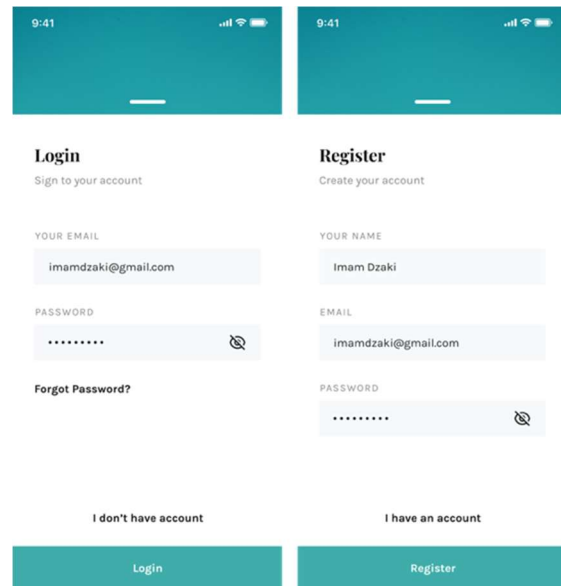 9:41
Login
Sign to your account
YOUR EMAIL
imamdzaki@gmail.com
PASSWORD
•••••••••
Forgot Password?
I don't have account
Login
9:41
Register
Create your account
YOUR NAME
Imam Dzaki
EMAIL
imamdzaki@gmail.com
PASSWORD
•••••••••
I have an account
Register